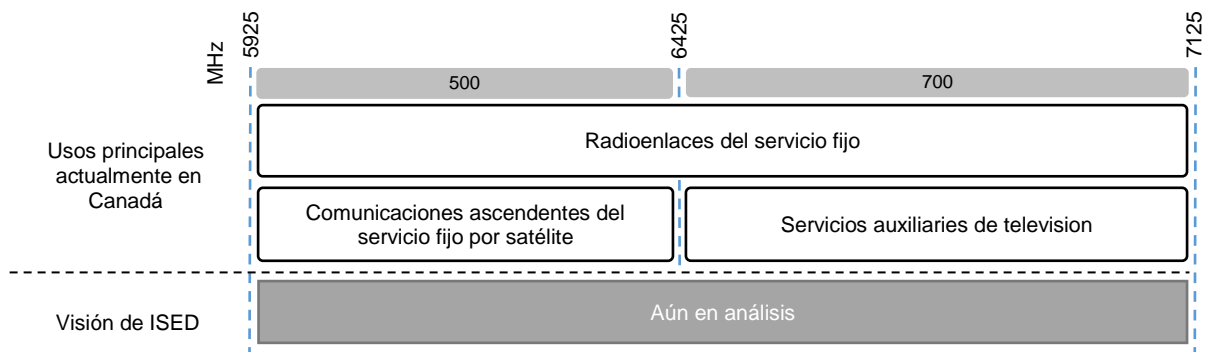 MHz
5925
6425
7125
500
700
Usos principales
actualmente en
Canadá
Radioenlaces del servicio fijo
Comunicaciones ascendentes del
servicio fijo por satélite
Servicios auxiliaries de television
Visión de ISED
Aún en análisis